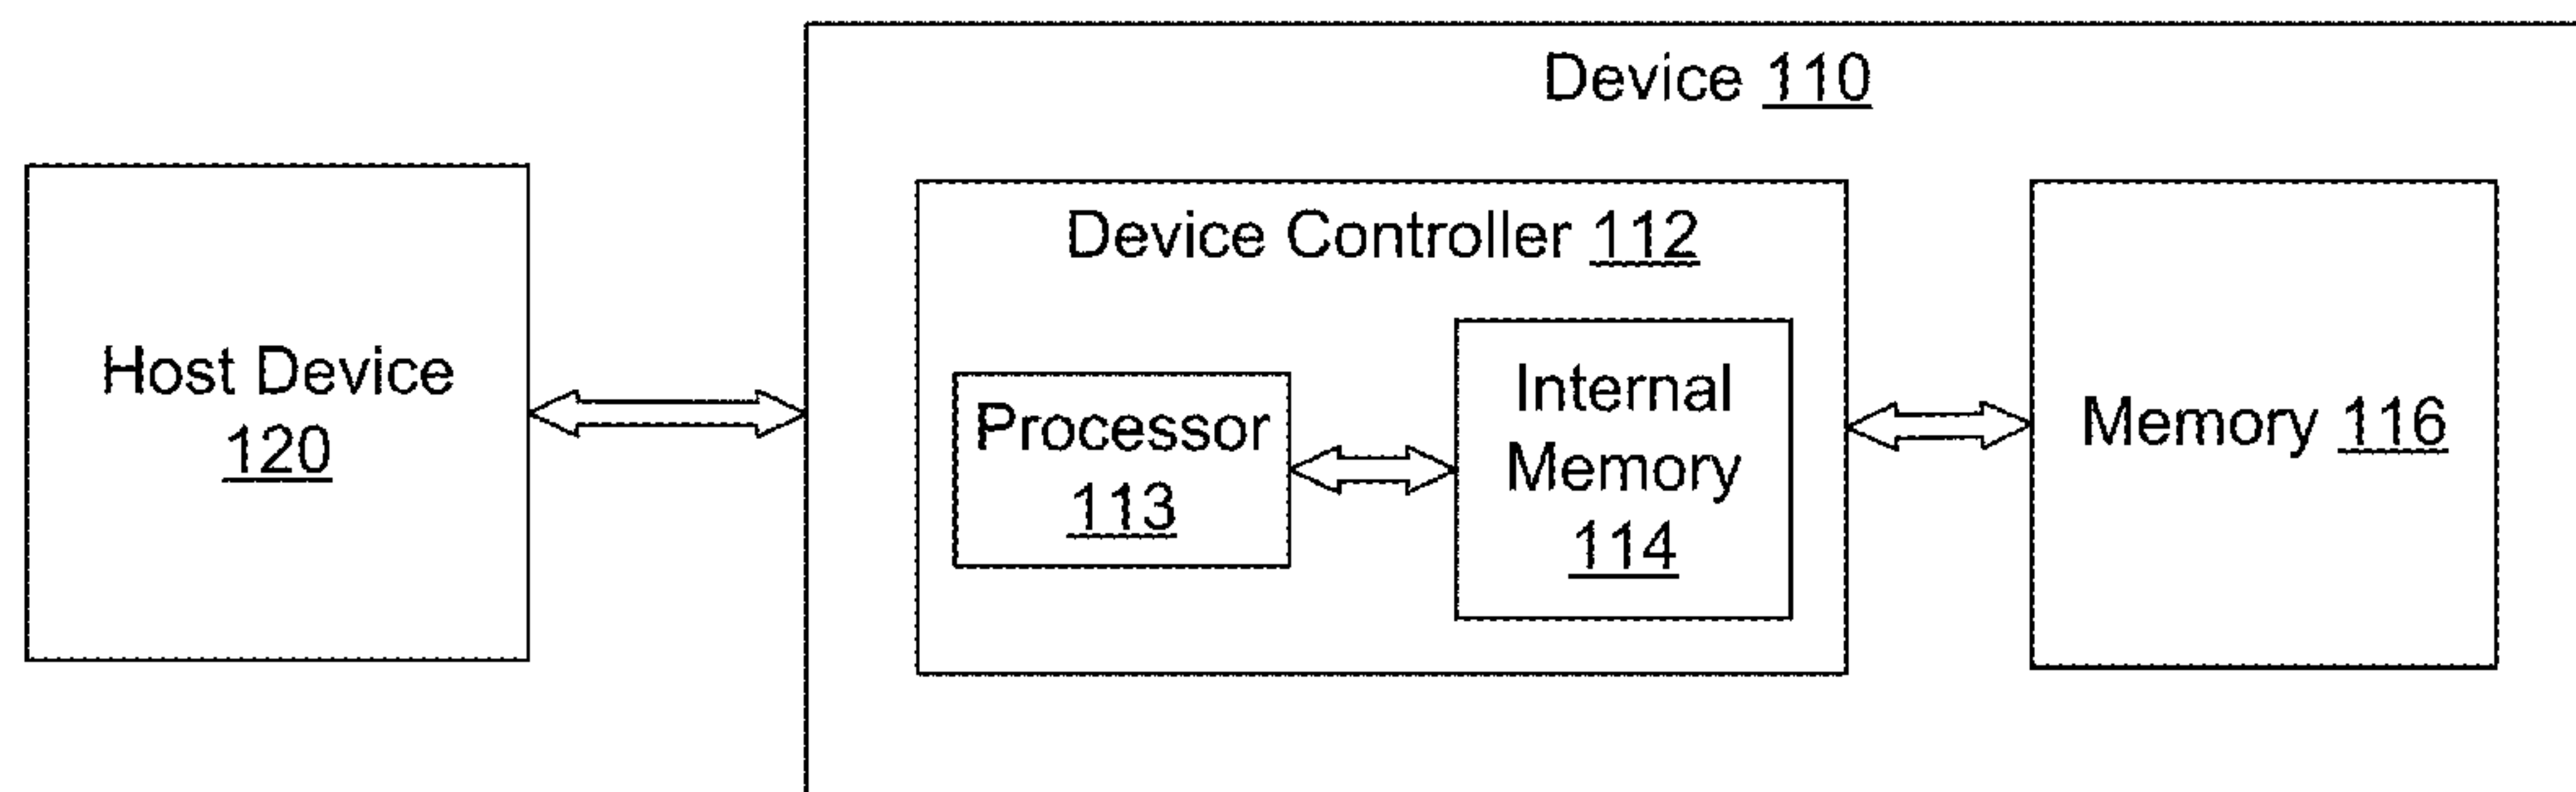 Device 110
Device Controller 112
Host Device
120
Processor
113
Internal
Memory
114
Memory 116